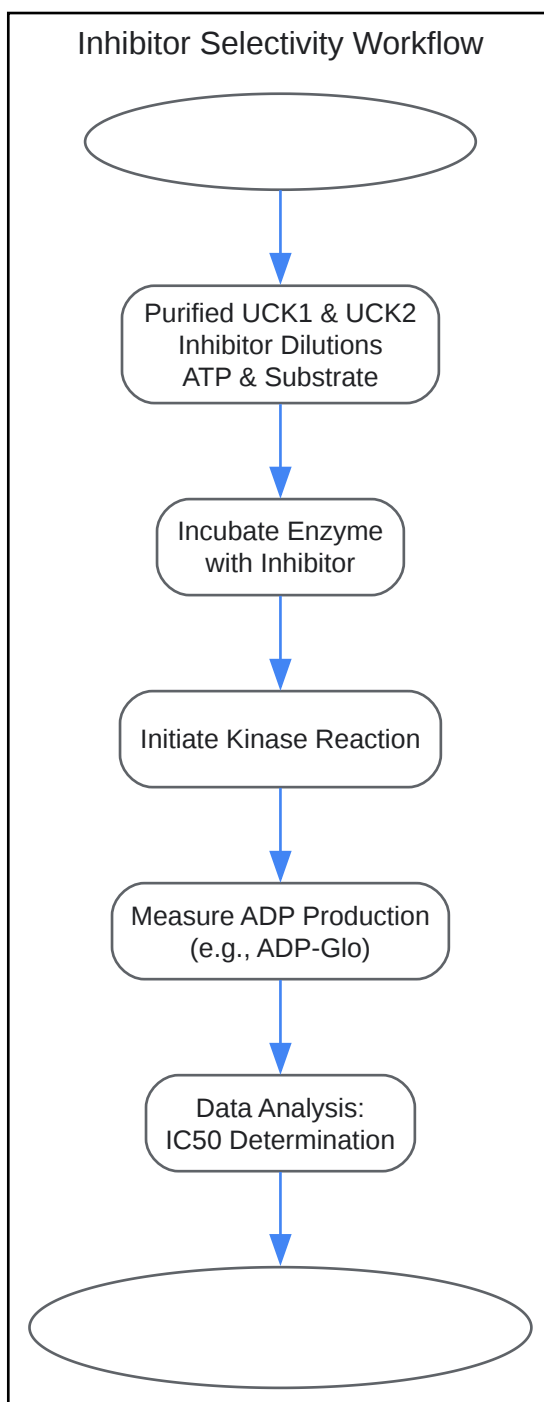 Inhibitor Selectivity Workflow
Purified UCK1 & UCK2
Inhibitor Dilutions
ATP & Substrate
Incubate Enzyme
with Inhibitor
Initiate Kinase Reaction
Measure ADP Production
(e.g., ADP-Glo)
Data Analysis:
IC50 Determination